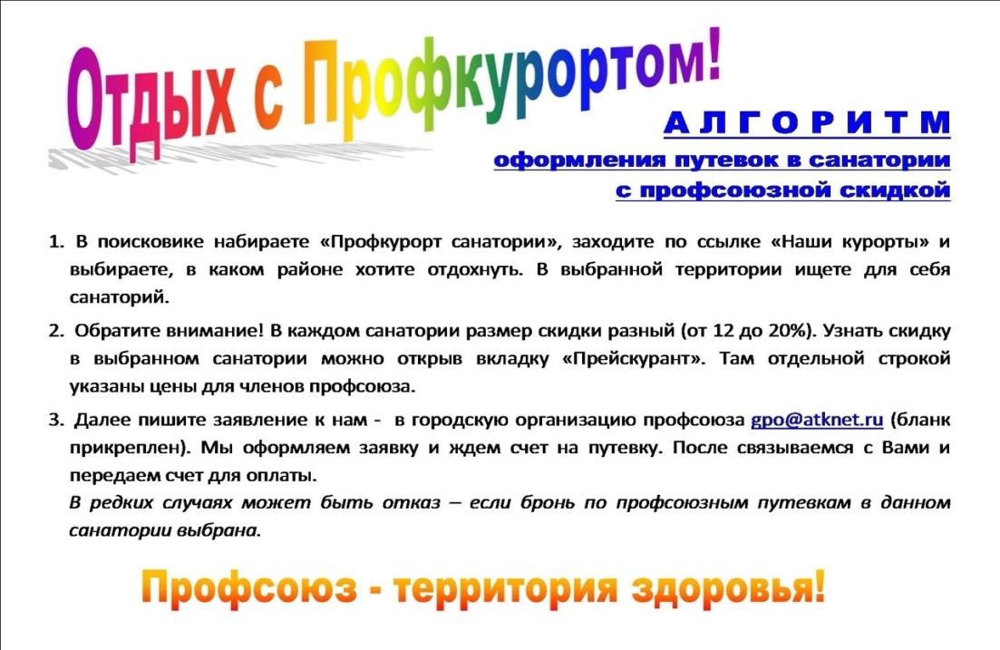 Отдых с Профкурортом!
АЛГОРИТМ
оформления путевок в санатории
с профсоюзной скидкой
1. В поисковике набираете «Профкурорт санатории», заходите по ссылке «Наши курорты» и
выбираете, в каком районе хотите отдохнуть. В выбранной территории ищете для себя
санаторий.
2. Обратите внимание! В каждом санатории размер скидки разный (от 12 до 20%). Узнать скидку
в выбранном санатории можно открыв вкладку «Прейскурант». Там отдельной строкой
указаны цены для членов профсоюза.
3. Далее пишите заявление к нам - в городскую организацию профсоюза gpo@atknet.ru (бланк
прикреплен). Мы оформляем заявку и ждем счет на путевку. После связываемся с Вами и
передаем счет для оплаты.
В редких случаях может быть отказ – если бронь по профсоюзным путевкам в данном
санатории выбрана.
Профсоюз - территория здоровья!